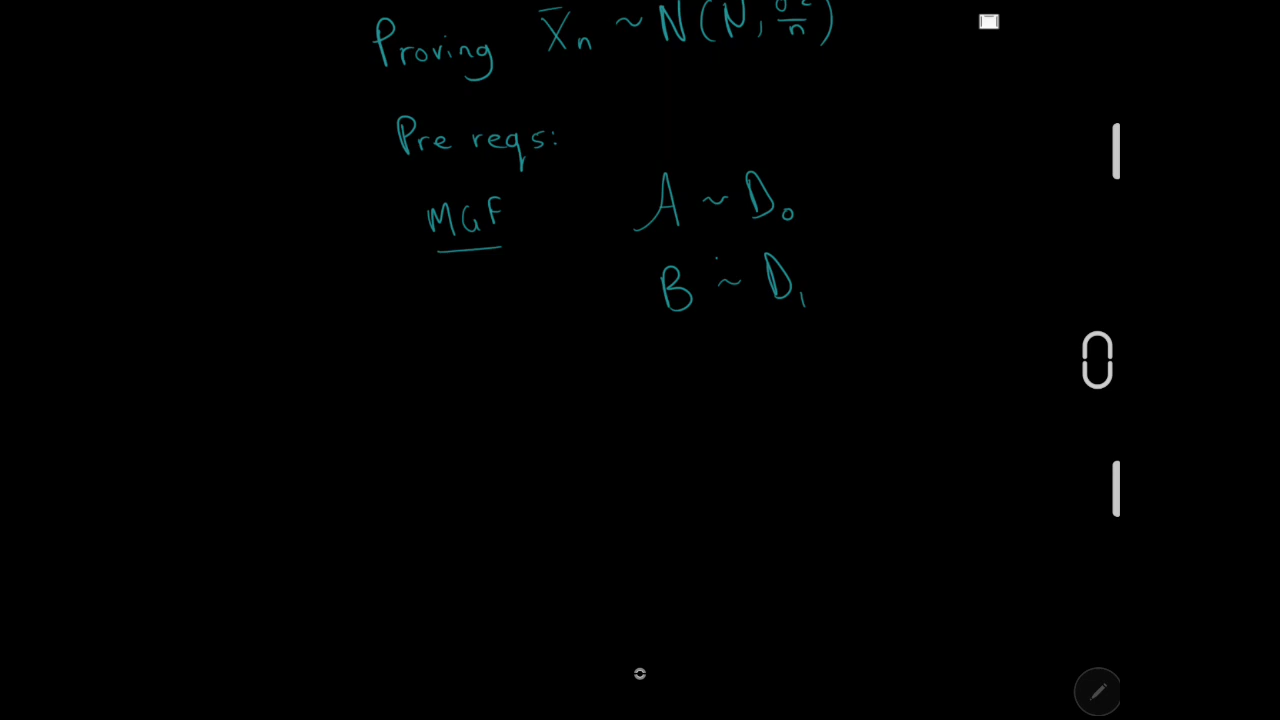 Proving X̄n ~ N(N, σ²/n)
Pre reqs:
MGF
A ~ D₀
B ~ D₁